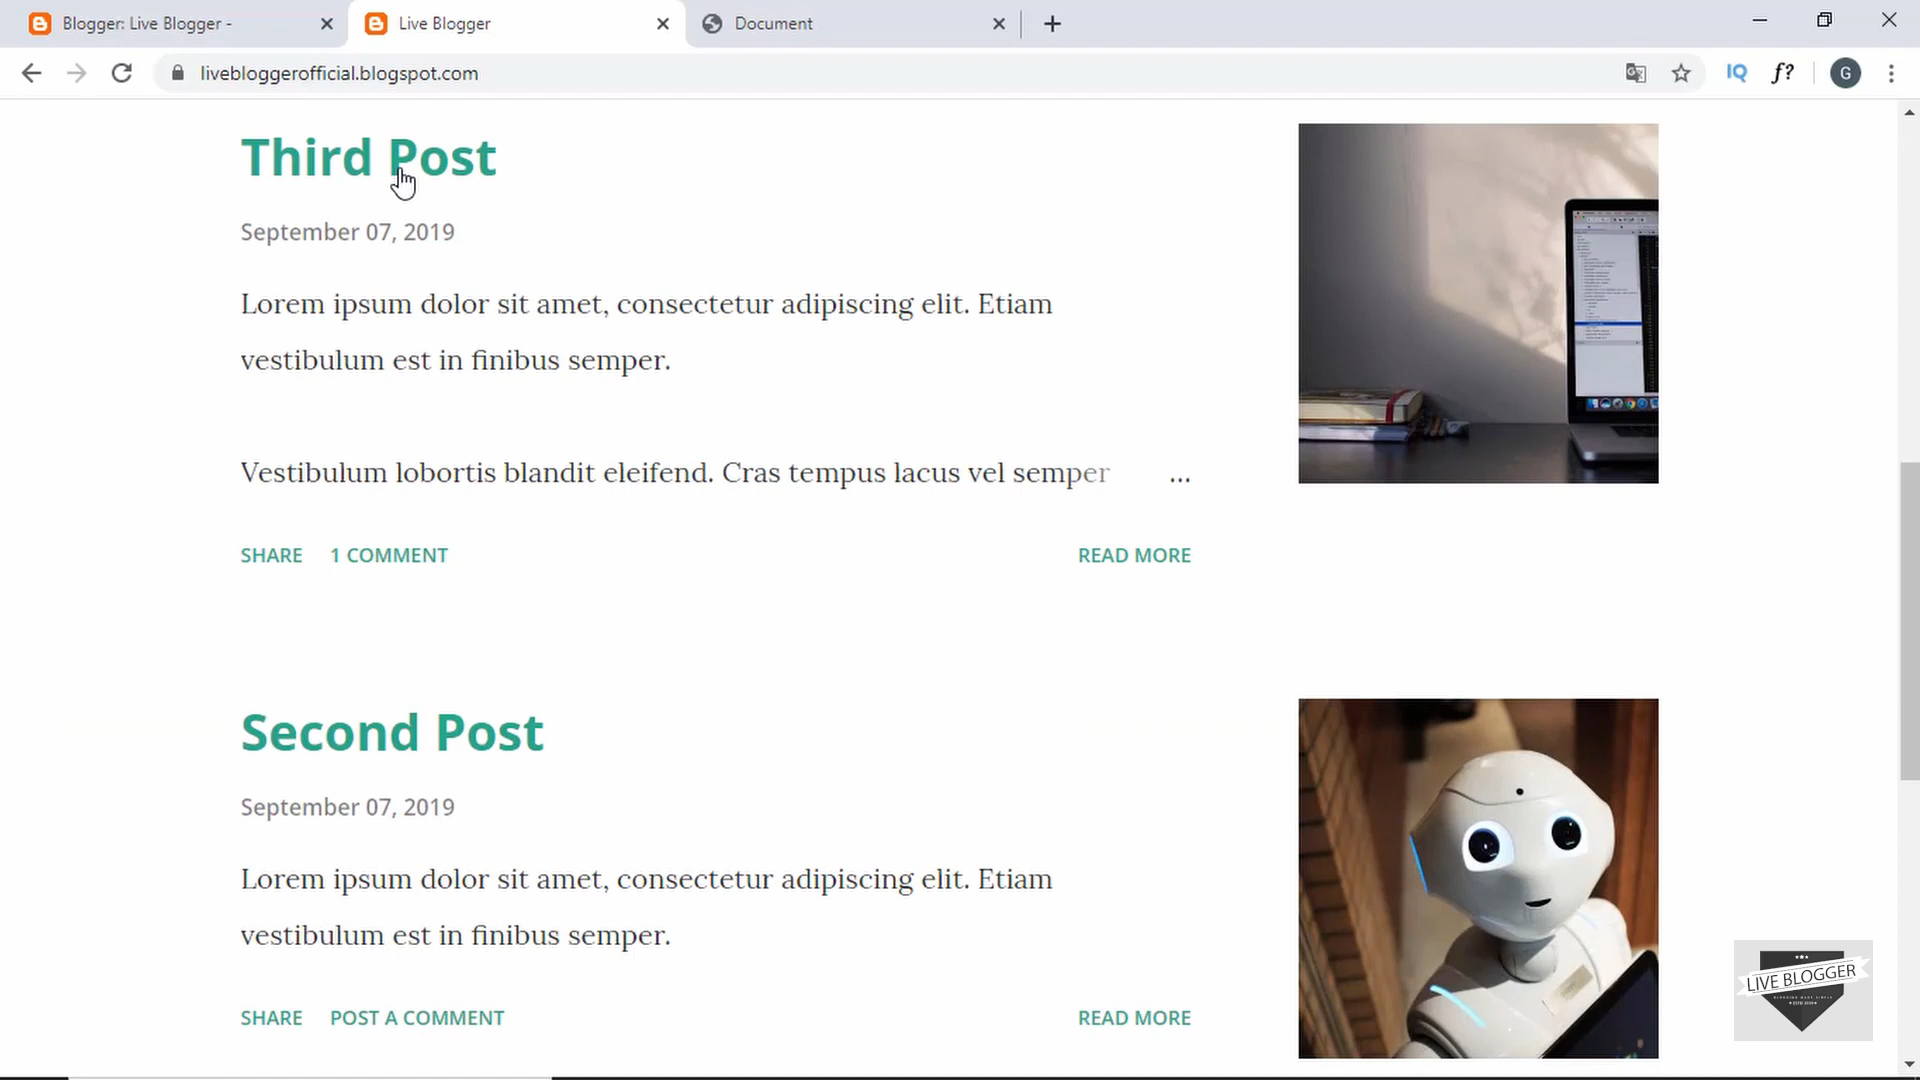 Blogger: Live Blogger -
Live Blogger
Document
livebloggerofficial.blogspot.com
IQ
f?
G
Third Post
September 07, 2019
Lorem ipsum dolor sit amet, consectetur adipiscing elit. Etiam
vestibulum est in finibus semper.
Vestibulum lobortis blandit eleifend. Cras tempus lacus vel semper ...
SHARE 1 COMMENT READ MORE
Second Post
September 07, 2019
Lorem ipsum dolor sit amet, consectetur adipiscing elit. Etiam
vestibulum est in finibus semper.
SHARE POST A COMMENT READ MORE
LIVE BLOGGER